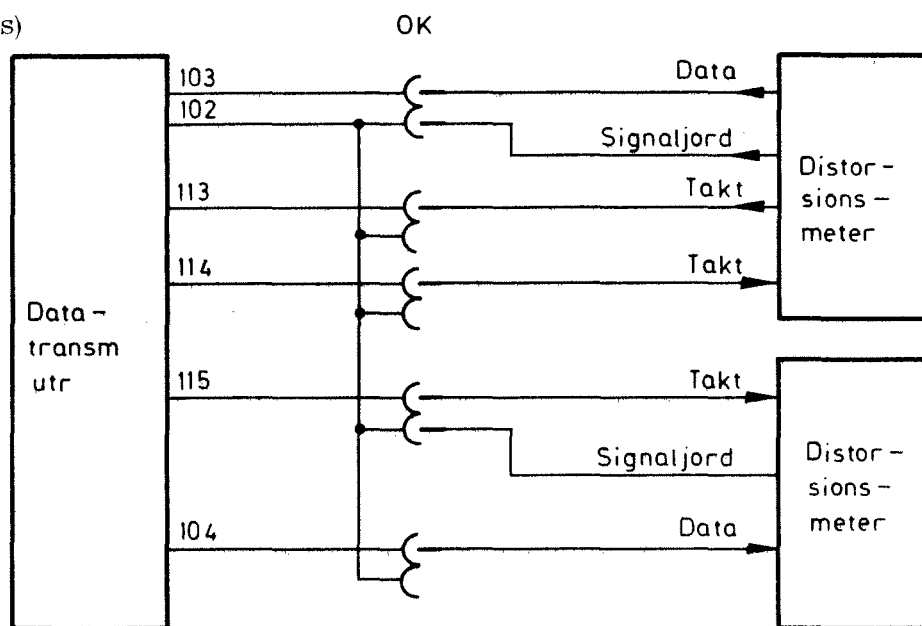 s)
OK
103
Data
102
Signaljord
113
Takt
114
Takt
Data-
transm
utr
Distor-
sions-
meter
115
Takt
Signaljord
104
Data
Distor-
sions-
meter